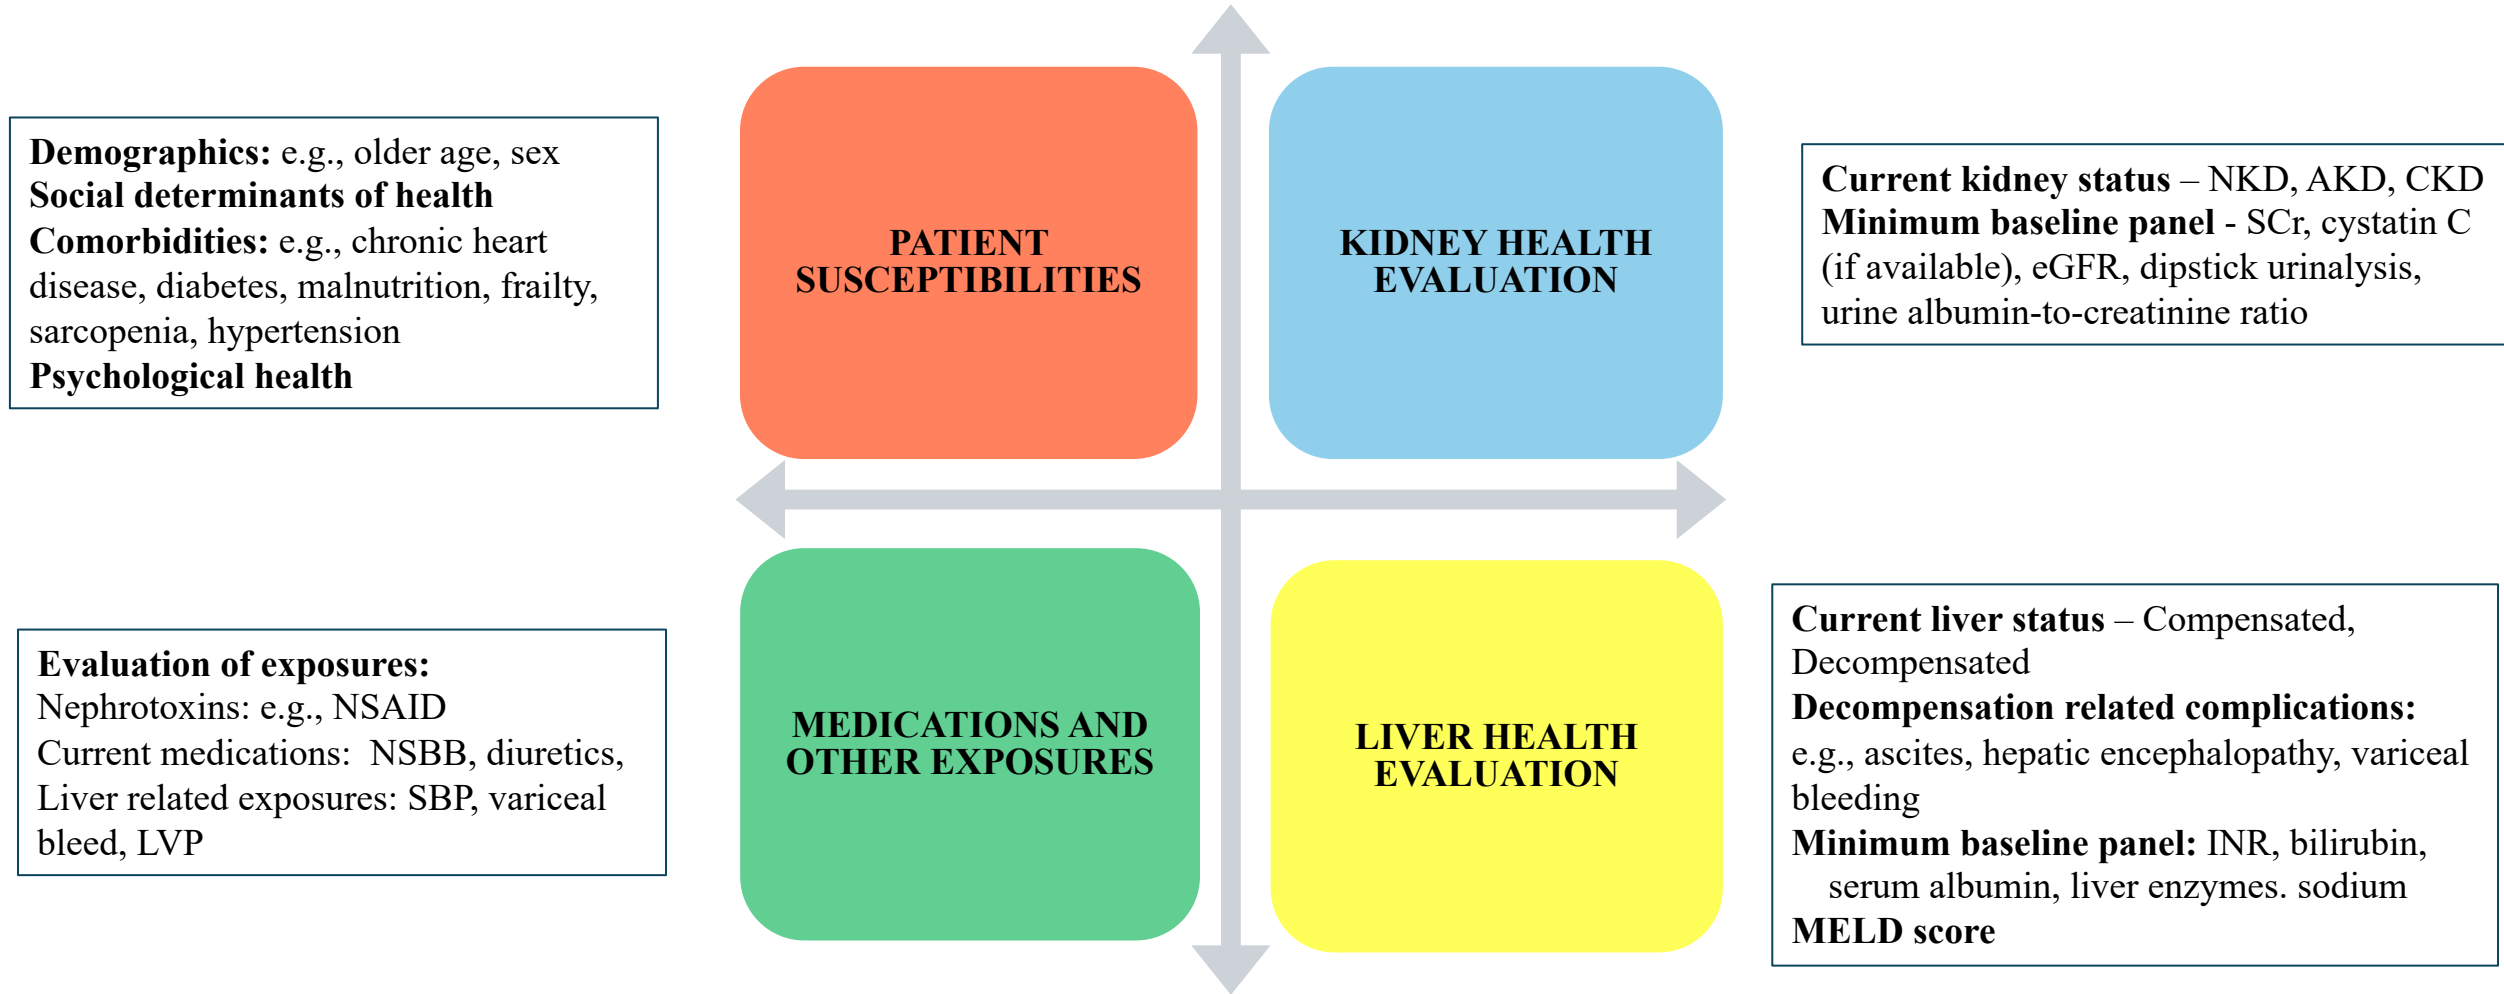 Demographics: e.g., older age, sex
Social determinants of health
Comorbidities: e.g., chronic heart
disease, diabetes, malnutrition, frailty,
sarcopenia, hypertension
Psychological health
PATIENT
SUSCEPTIBILITIES
KIDNEY HEALTH
EVALUATION
Current kidney status – NKD, AKD, CKD
Minimum baseline panel - SCr, cystatin C
(if available), eGFR, dipstick urinalysis,
urine albumin-to-creatinine ratio
Evaluation of exposures:
Nephrotoxins: e.g., NSAID
Current medications:  NSBB, diuretics,
Liver related exposures: SBP, variceal
bleed, LVP
MEDICATIONS AND
OTHER EXPOSURES
LIVER HEALTH
EVALUATION
Current liver status – Compensated,
Decompensated
Decompensation related complications:
e.g., ascites, hepatic encephalopathy, variceal
bleeding
Minimum baseline panel: INR, bilirubin,
serum albumin, liver enzymes. sodium
MELD score